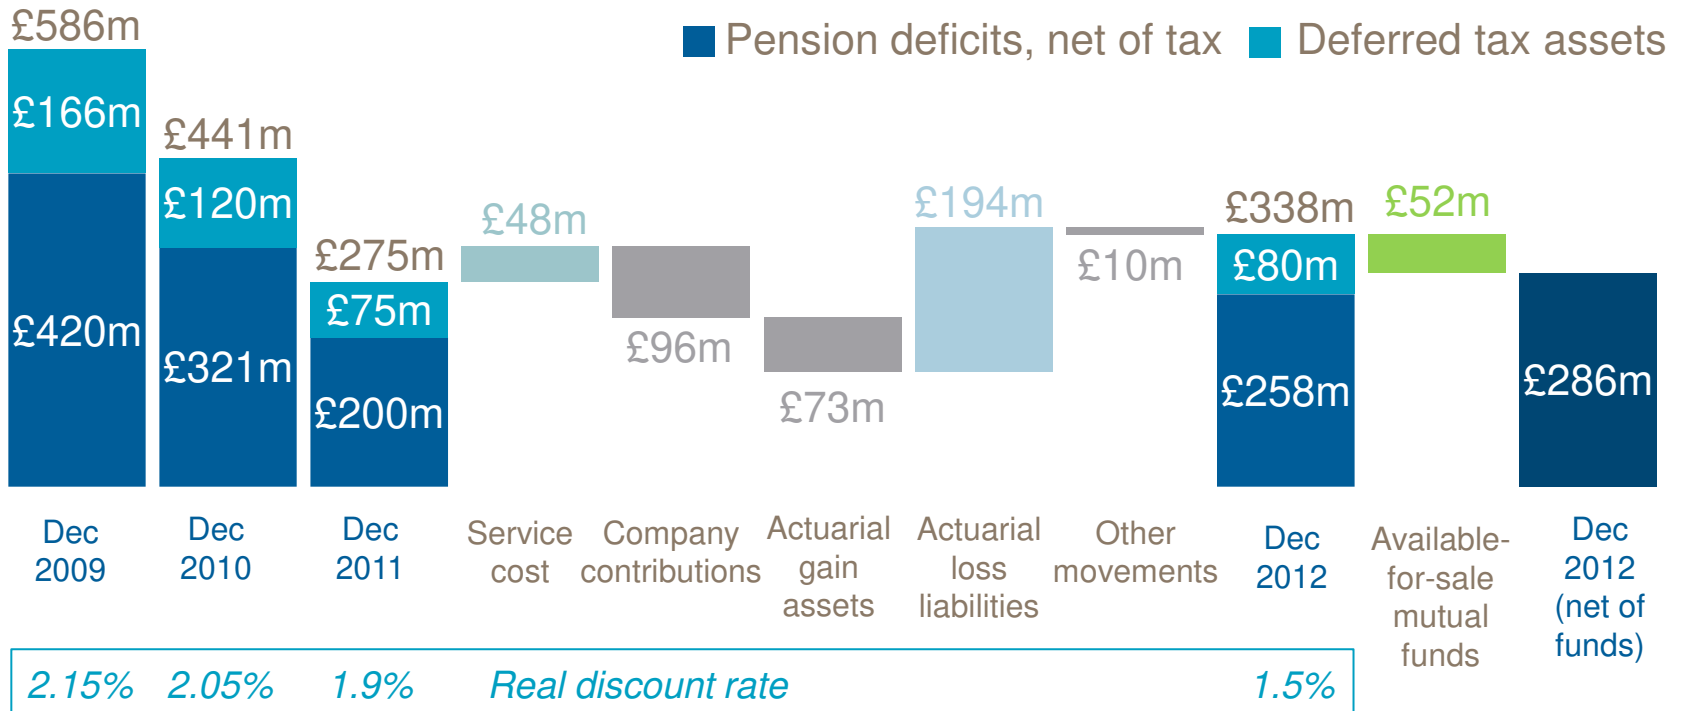 £586m
Pension deficits, net of tax
Deferred tax assets
£166m
£420m
£441m
£120m
£321m
£275m
£75m
£200m
£48m
£96m
£73m
£194m
£10m
£338m
£80m
£258m
£52m
£286m
Dec
2009
Dec
2010
Dec
2011
Service
cost
Company
contributions
Actuarial
gain
assets
Actuarial
loss
liabilities
Other
movements
Dec
2012
Available-
for-sale
mutual
funds
Dec
2012
(net of
funds)
2.15%
2.05%
1.9%
Real discount rate
1.5%